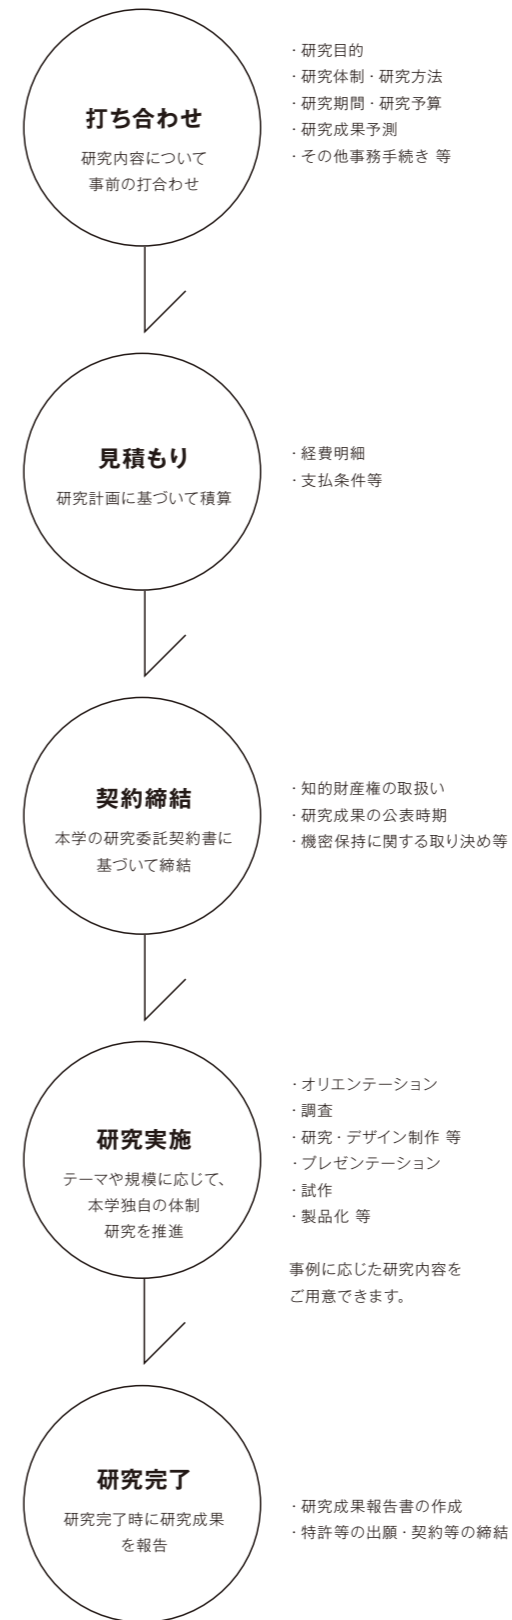 打ち合わせ
研究内容について
事前の打合わせ
・研究目的
・研究体制・研究方法
・研究期間・研究予算
・研究成果予測
・その他事務手続き 等
見積もり
研究計画に基づいて積算
・経費明細
・支払条件等
契約締結
本学の研究委託契約書に
基づいて締結
・知的財産権の取扱い
・研究成果の公表時期
・機密保持に関する取り決め等
研究実施
テーマや規模に応じて、
本学独自の体制
研究を推進
・オリエンテーション
・調査
・研究・デザイン制作 等
・プレゼンテーション
・試作
・製品化 等
事例に応じた研究内容を
ご用意できます。
研究完了
研究完了時に研究成果
を報告
・研究成果報告書の作成
・特許等の出願・契約等の締結